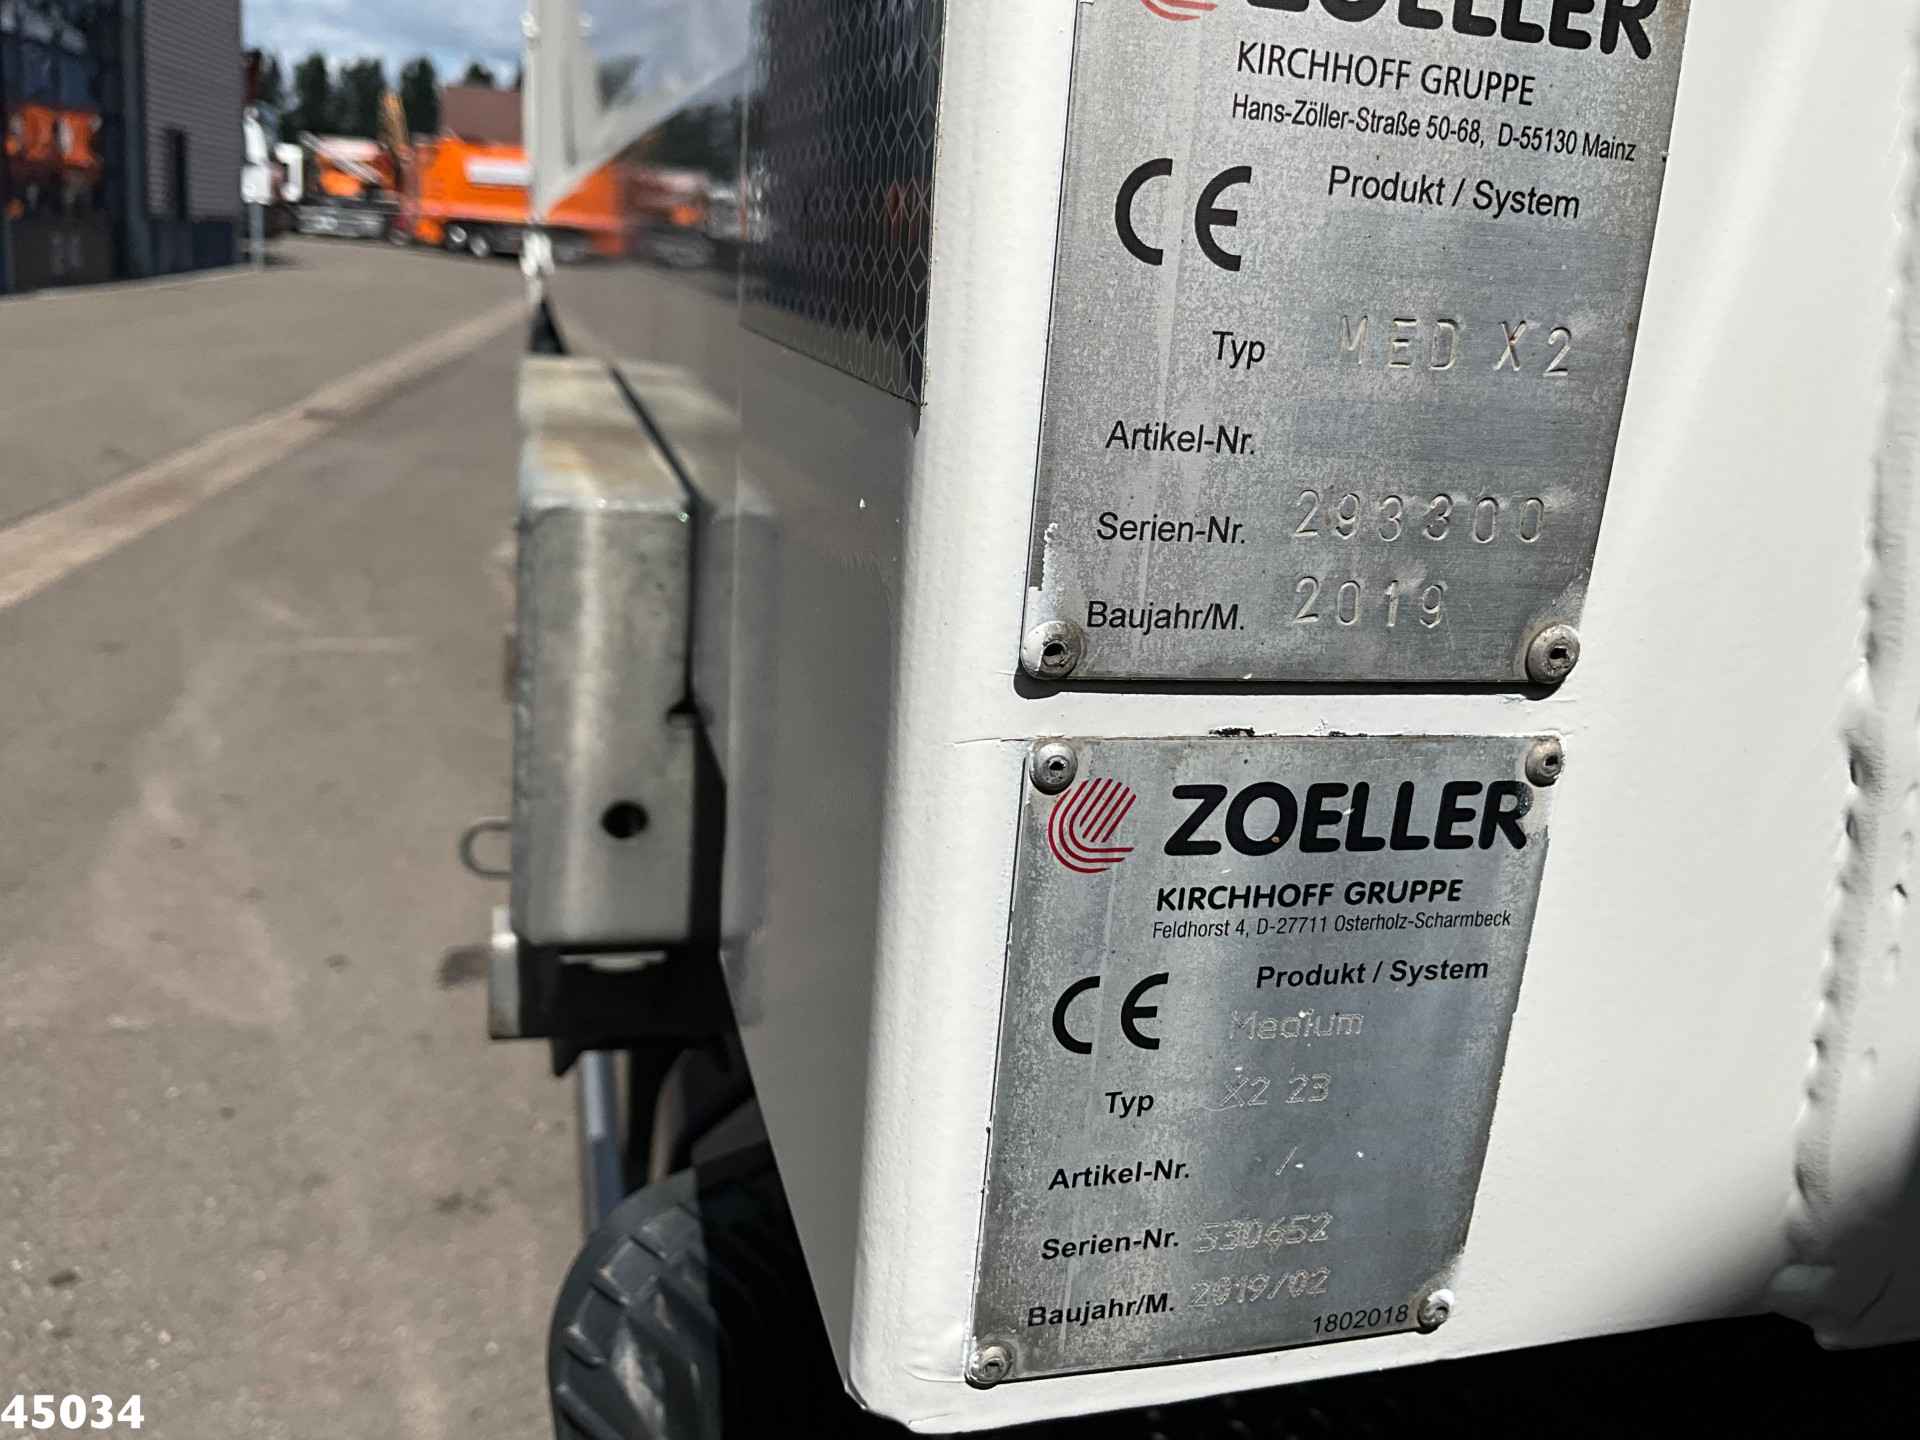 ZOELLER
KIRCHHOFF GRUPPE
Hans-Zöller-Straße 50-68, D-55130 Mainz
CE
Produkt / System
Typ MED X2
Artikel-Nr.
Serien-Nr. 293300
Baujahr/M. 2019
ZOELLER
KIRCHHOFF GRUPPE
Feldhorst 4, D-27711 Osterholz-Scharmbeck
CE
Produkt / System
Medium
Typ X2 23
Artikel-Nr. /-
Serien-Nr. 530652
Baujahr/M. 2019/02
1802018
45034